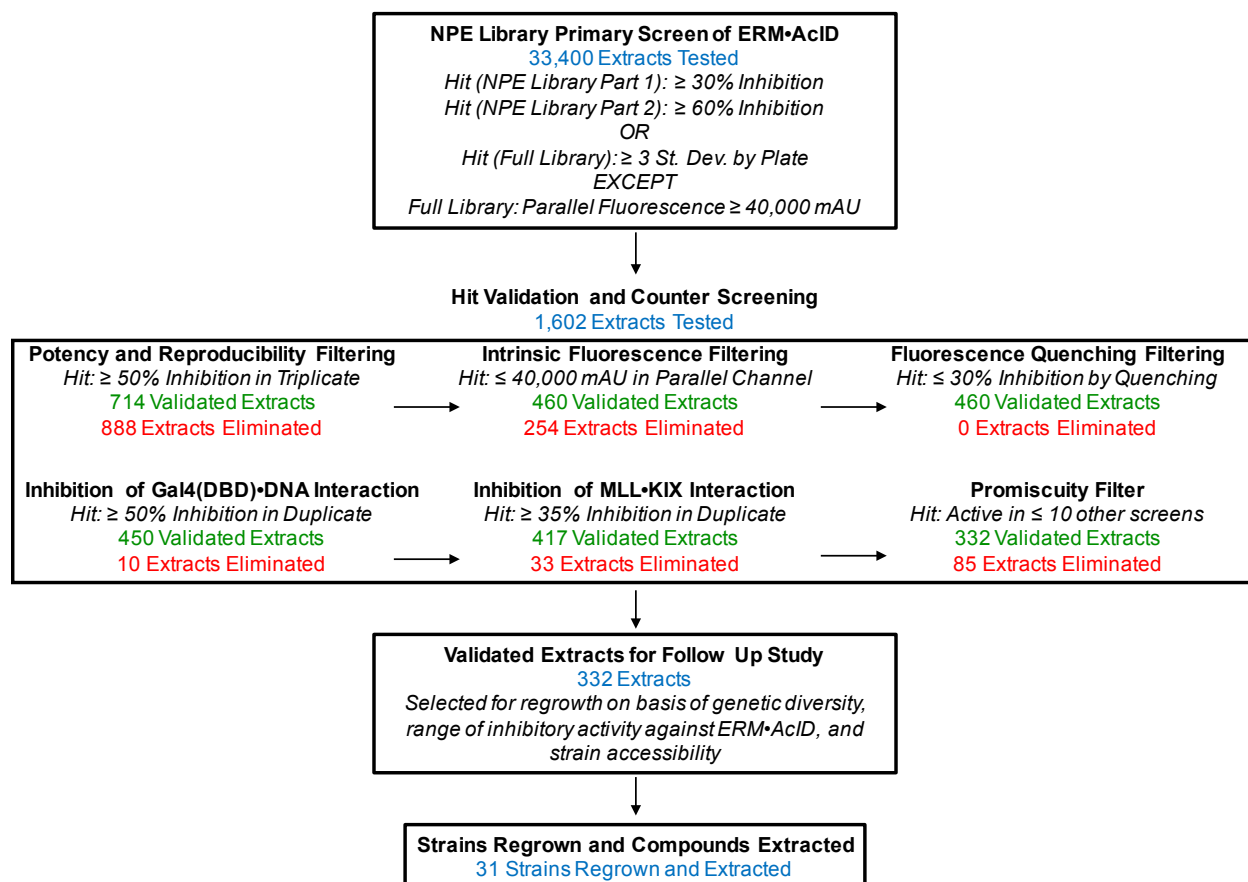 NPE Library Primary Screen of ERM•AcID
33,400 Extracts Tested
Hit (NPE Library Part 1): ≥ 30% Inhibition
Hit (NPE Library Part 2): ≥ 60% Inhibition
OR
Hit (Full Library): ≥ 3 St. Dev. by Plate
EXCEPT
Full Library: Parallel Fluorescence ≥ 40,000 mAU
Hit Validation and Counter Screening
1,602 Extracts Tested
Potency and Reproducibility Filtering
Hit: ≥ 50% Inhibition in Triplicate
714 Validated Extracts
888 Extracts Eliminated
Intrinsic Fluorescence Filtering
Hit: ≤ 40,000 mAU in Parallel Channel
460 Validated Extracts
254 Extracts Eliminated
Fluorescence Quenching Filtering
Hit: ≤ 30% Inhibition by Quenching
460 Validated Extracts
0 Extracts Eliminated
Inhibition of Gal4(DBD)•DNA Interaction
Hit: ≥ 50% Inhibition in Duplicate
450 Validated Extracts
10 Extracts Eliminated
Inhibition of MLL•KIX Interaction
Hit: ≥ 35% Inhibition in Duplicate
417 Validated Extracts
33 Extracts Eliminated
Promiscuity Filter
Hit: Active in ≤ 10 other screens
332 Validated Extracts
85 Extracts Eliminated
Validated Extracts for Follow Up Study
332 Extracts
Selected for regrowth on basis of genetic diversity,
range of inhibitory activity against ERM•AcID, and
strain accessibility
Strains Regrown and Compounds Extracted
31 Strains Regrown and Extracted